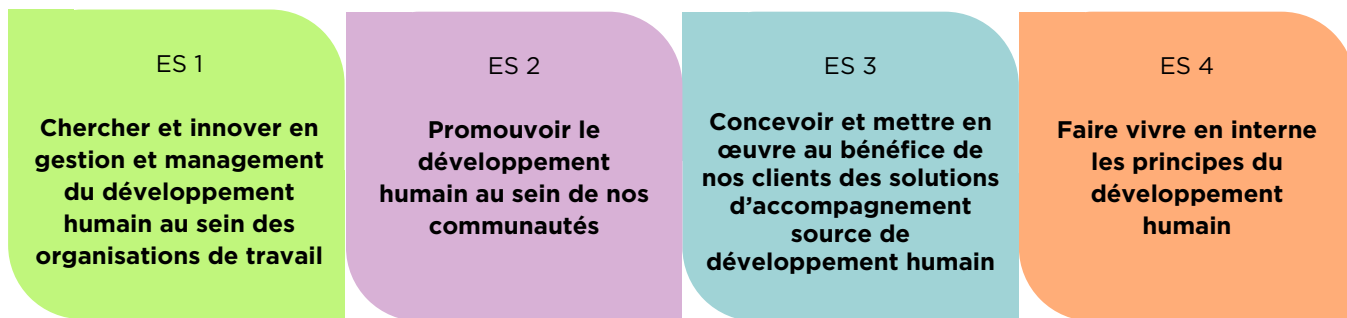 ES 1
Chercher et innover en
gestion et management
du développement
humain au sein des
organisations de travail
ES 2
Promouvoir le
développement
humain au sein de nos
communautés
ES 3
Concevoir et mettre en
œuvre au bénéfice de
nos clients des solutions
d’accompagnement
source de
développement humain
ES 4
Faire vivre en interne
les principes du
développement
humain